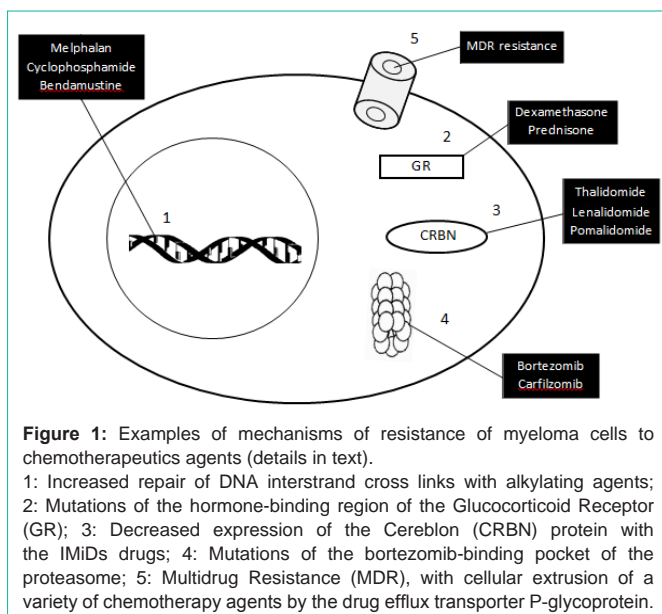 Melphalan
Cyclophosphamide
Bendamustine
5
MDR resistance
2
Dexamethasone
Prednisone
GR
1
3
Thalidomide
Lenalidomide
Pomalidomide
CRBN
4
Bortezomib
Carfilzomib
Figure 1: Examples of mechanisms of resistance of myeloma cells to
chemotherapeutics agents (details in text).
1: Increased repair of DNA interstrand cross links with alkylating agents;
2: Mutations of the hormone-binding region of the Glucocorticoid Receptor
(GR); 3: Decreased expression of the Cereblon (CRBN) protein with
the IMiDs drugs; 4: Mutations of the bortezomib-binding pocket of the
proteasome; 5: Multidrug Resistance (MDR), with cellular extrusion of a
variety of chemotherapy agents by the drug efflux transporter P-glycoprotein.